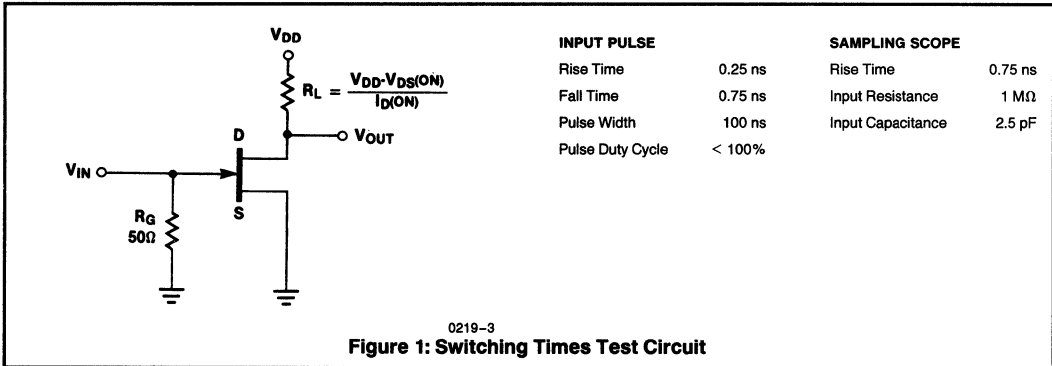 VDD
RL = VDD-VDS(ON)
ID(ON)
D
VOUT
VIN
S
RG
50Ω
INPUT PULSE
Rise Time 0.25 ns
Fall Time 0.75 ns
Pulse Width 100 ns
Pulse Duty Cycle < 100%
SAMPLING SCOPE
Rise Time 0.75 ns
Input Resistance 1 MΩ
Input Capacitance 2.5 pF
0219–3
Figure 1: Switching Times Test Circuit